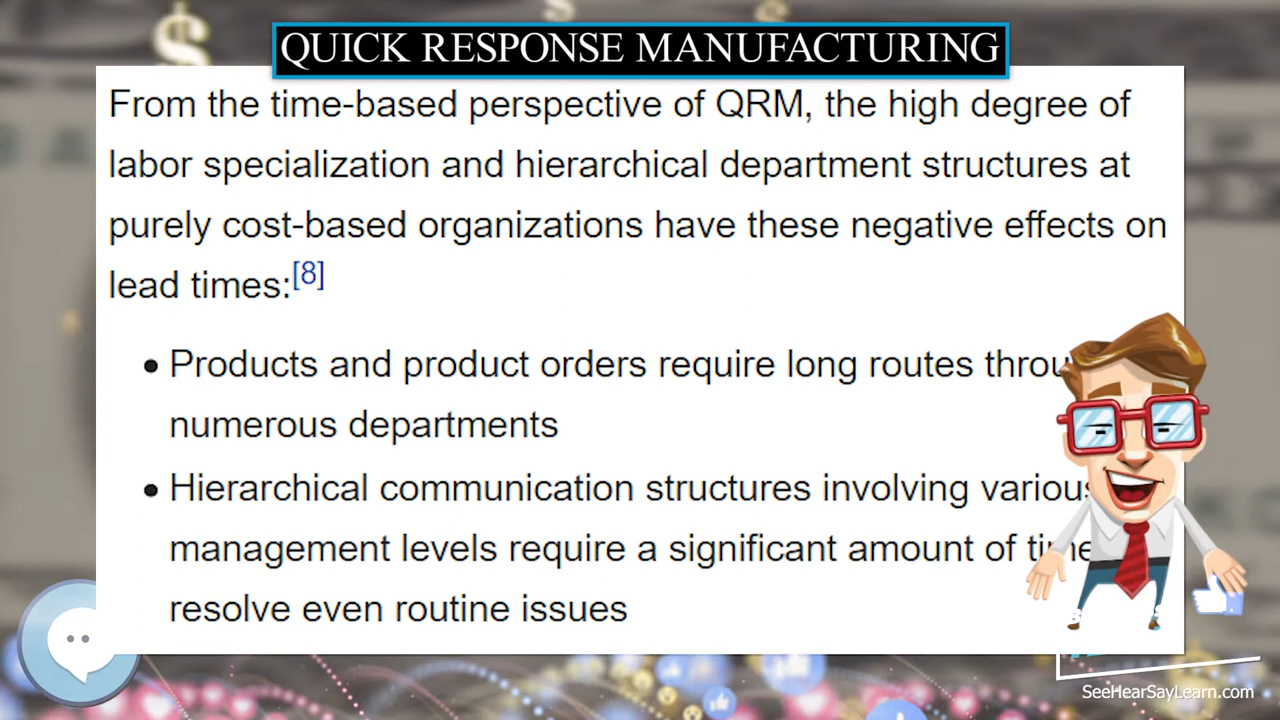 QUICK RESPONSE MANUFACTURING
From the time-based perspective of QRM, the high degree of
labor specialization and hierarchical department structures at
purely cost-based organizations have these negative effects on
lead times:[8]
• Products and product orders require long routes throu
numerous departments
• Hierarchical communication structures involving various
management levels require a significant amount of time
resolve even routine issues
SeeHearSayLearn.com